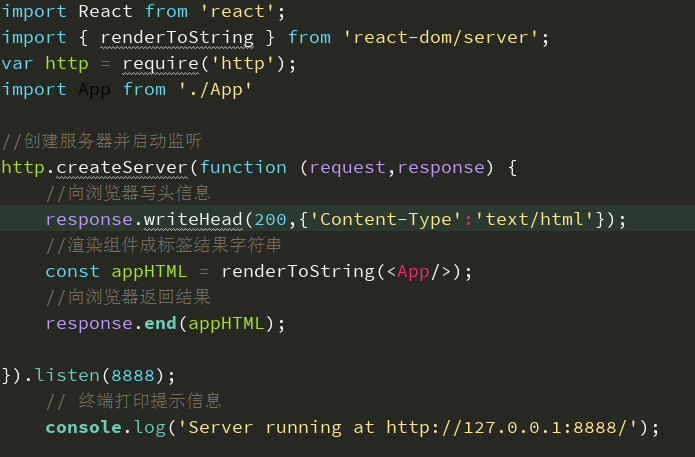 import React from 'react';
import { renderToString } from 'react-dom/server';
var http = require('http');
import App from './App'
//创建服务器并启动监听
http.createServer(function (request,response) {
//向浏览器写头信息
response.writeHead(200,{'Content-Type':'text/html'});
//渲染组件成标签结果字符串
const appHTML = renderToString(<App/>);
//向浏览器返回结果
response.end(appHTML);
}).listen(8888);
// 终端打印提示信息
console.log('Server running at http://127.0.0.1:8888/');